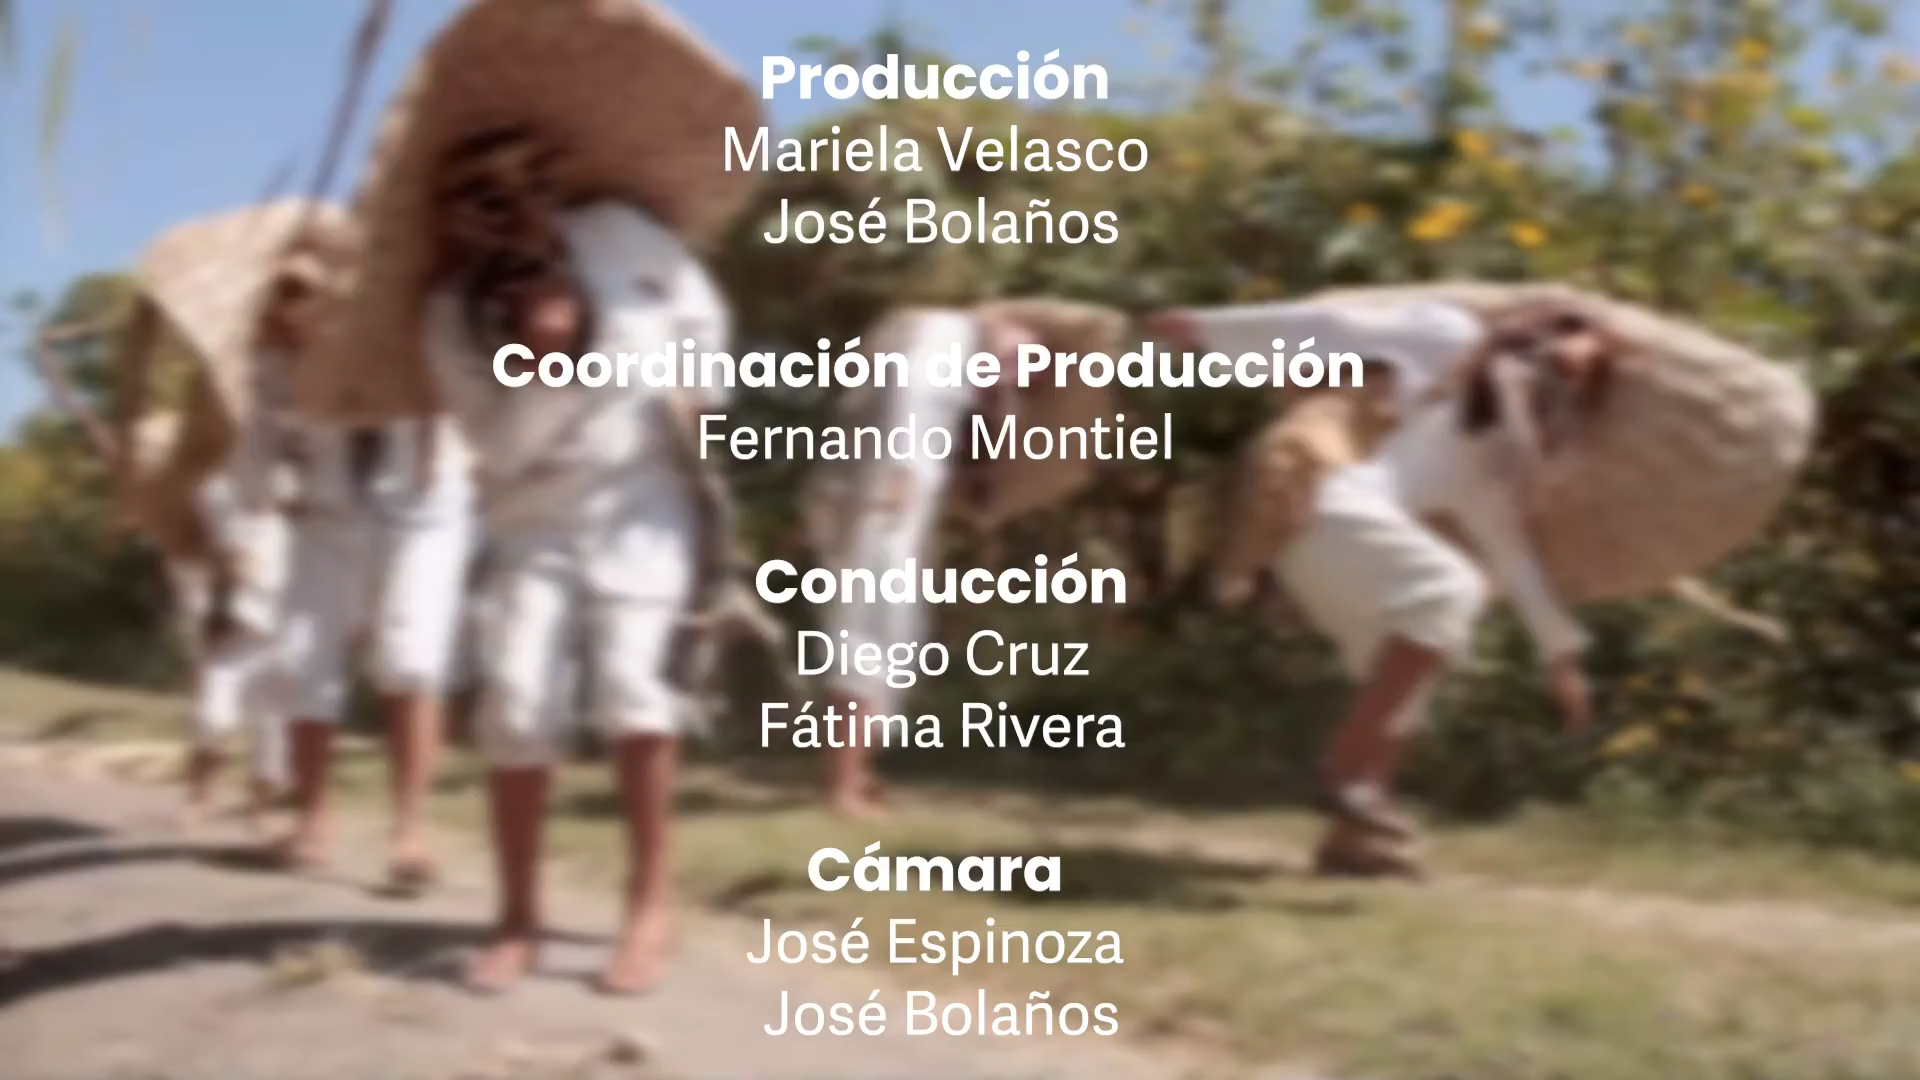 Producción
Mariela Velasco
José Bolaños
Coordinación de Producción
Fernando Montiel
Conducción
Diego Cruz
Fátima Rivera
Cámara
José Espinoza
José Bolaños